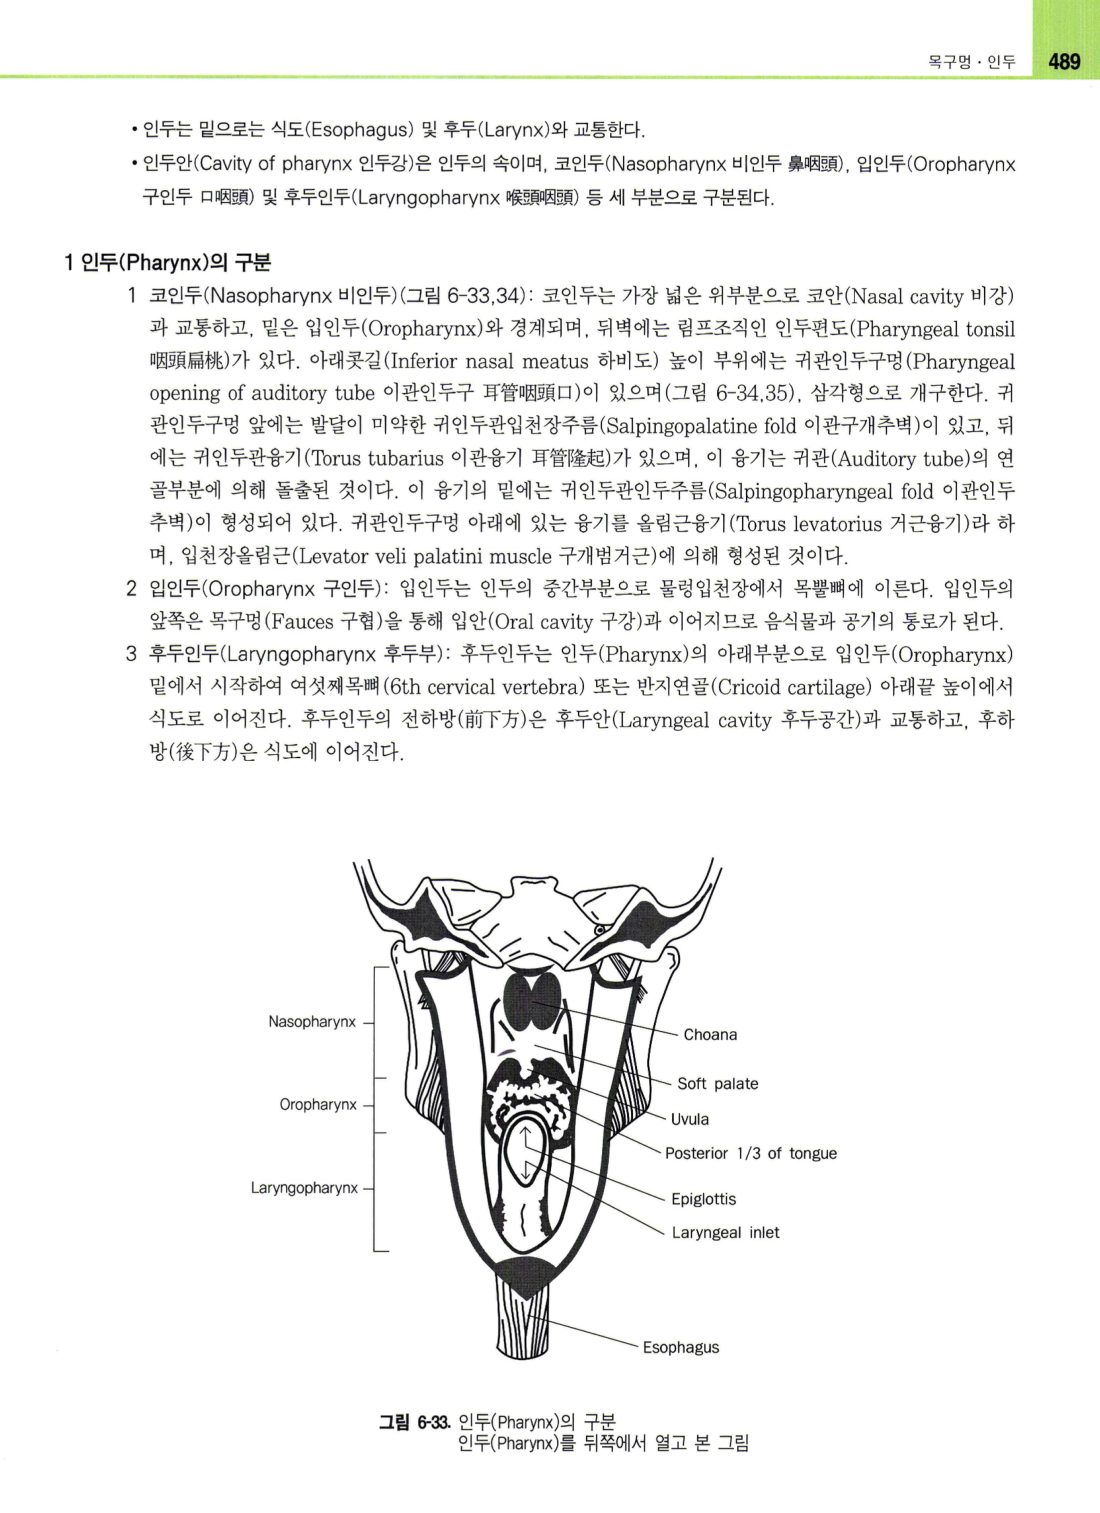 목구멍 · 인두 489
• 인두는 밑으로는 식도(Esophagus) 및 후두(Larynx)와 교통한다.
• 인두안(Cavity of pharynx 인두강)은 인두의 속이며, 코인두(Nasopharynx 비인두 鼻咽頭), 입인두(Oropharynx
구인두 口咽頭) 및 후두인두(Laryngopharynx 喉頭咽頭) 등 세 부분으로 구분된다.
1 인두(Pharynx)의 구분
1 코인두(Nasopharynx 비인두)(그림 6-33,34): 코인두는 가장 넓은 위부분으로 코안(Nasal cavity 비강)
과 교통하고, 밑은 입인두(Oropharynx)와 경계되며, 뒤벽에는 림프조직인 인두편도(Pharyngeal tonsil
咽頭扁桃)가 있다. 아래콧길(Inferior nasal meatus 하비도) 높이 부위에는 귀관인두구멍(Pharyngeal
opening of auditory tube 이관인두구 耳管咽頭口)이 있으며(그림 6-34,35), 삼각형으로 개구한다. 귀
관인두구멍 앞에는 발달이 미약한 귀인두관입천장주름(Salpingopalatine fold 이관구개추벽)이 있고, 뒤
에는 귀인두관융기(Torus tubarius 이관융기 耳管隆起)가 있으며, 이 융기는 귀관(Auditory tube)의 연
골부분에 의해 돌출된 것이다. 이 융기의 밑에는 귀인두관인두주름(Salpingopharyngeal fold 이관인두
추벽)이 형성되어 있다. 귀관인두구멍 아래에 있는 융기를 올림근융기(Torus levatorius 거근융기)라 하
며, 입천장올림근(Levator veli palatini muscle 구개범거근)에 의해 형성된 것이다.
2 입인두(Oropharynx 구인두): 입인두는 인두의 중간부분으로 물렁입천장에서 목뿔뼈에 이른다. 입인두의
앞쪽은 목구멍(Fauces 구협)을 통해 입안(Oral cavity 구강)과 이어지므로 음식물과 공기의 통로가 된다.
3 후두인두(Laryngopharynx 후두부): 후두인두는 인두(Pharynx)의 아래부분으로 입인두(Oropharynx)
밑에서 시작하여 여섯째목뼈(6th cervical vertebra) 또는 반지연골(Cricoid cartilage) 아래끝 높이에서
식도로 이어진다. 후두인두의 전하방(前下方)은 후두안(Laryngeal cavity 후두공간)과 교통하고, 후하
방(後下方)은 식도에 이어진다.
Nasopharynx
Choana
Soft palate
Oropharynx
Uvula
Posterior 1/3 of tongue
Laryngopharynx
Epiglottis
Laryngeal inlet
Esophagus
그림 6-33. 인두(Pharynx)의 구분
인두(Pharynx)를 뒤쪽에서 열고 본 그림